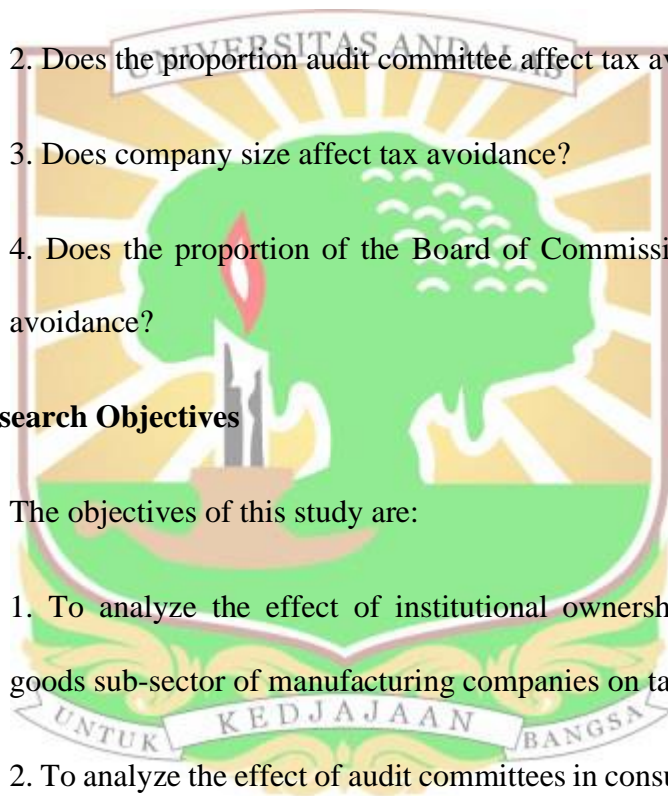 UNIVERSITAS ANDALAS
2. Does the proportion audit committee affect tax av
3. Does company size affect tax avoidance?
4. Does the proportion of the Board of Commissi
avoidance?
search Objectives
The objectives of this study are:
1. To analyze the effect of institutional ownersh
goods sub-sector of manufacturing companies on ta
UNTUK KEDJAJAAN BANGSA
2. To analyze the effect of audit committees in consu